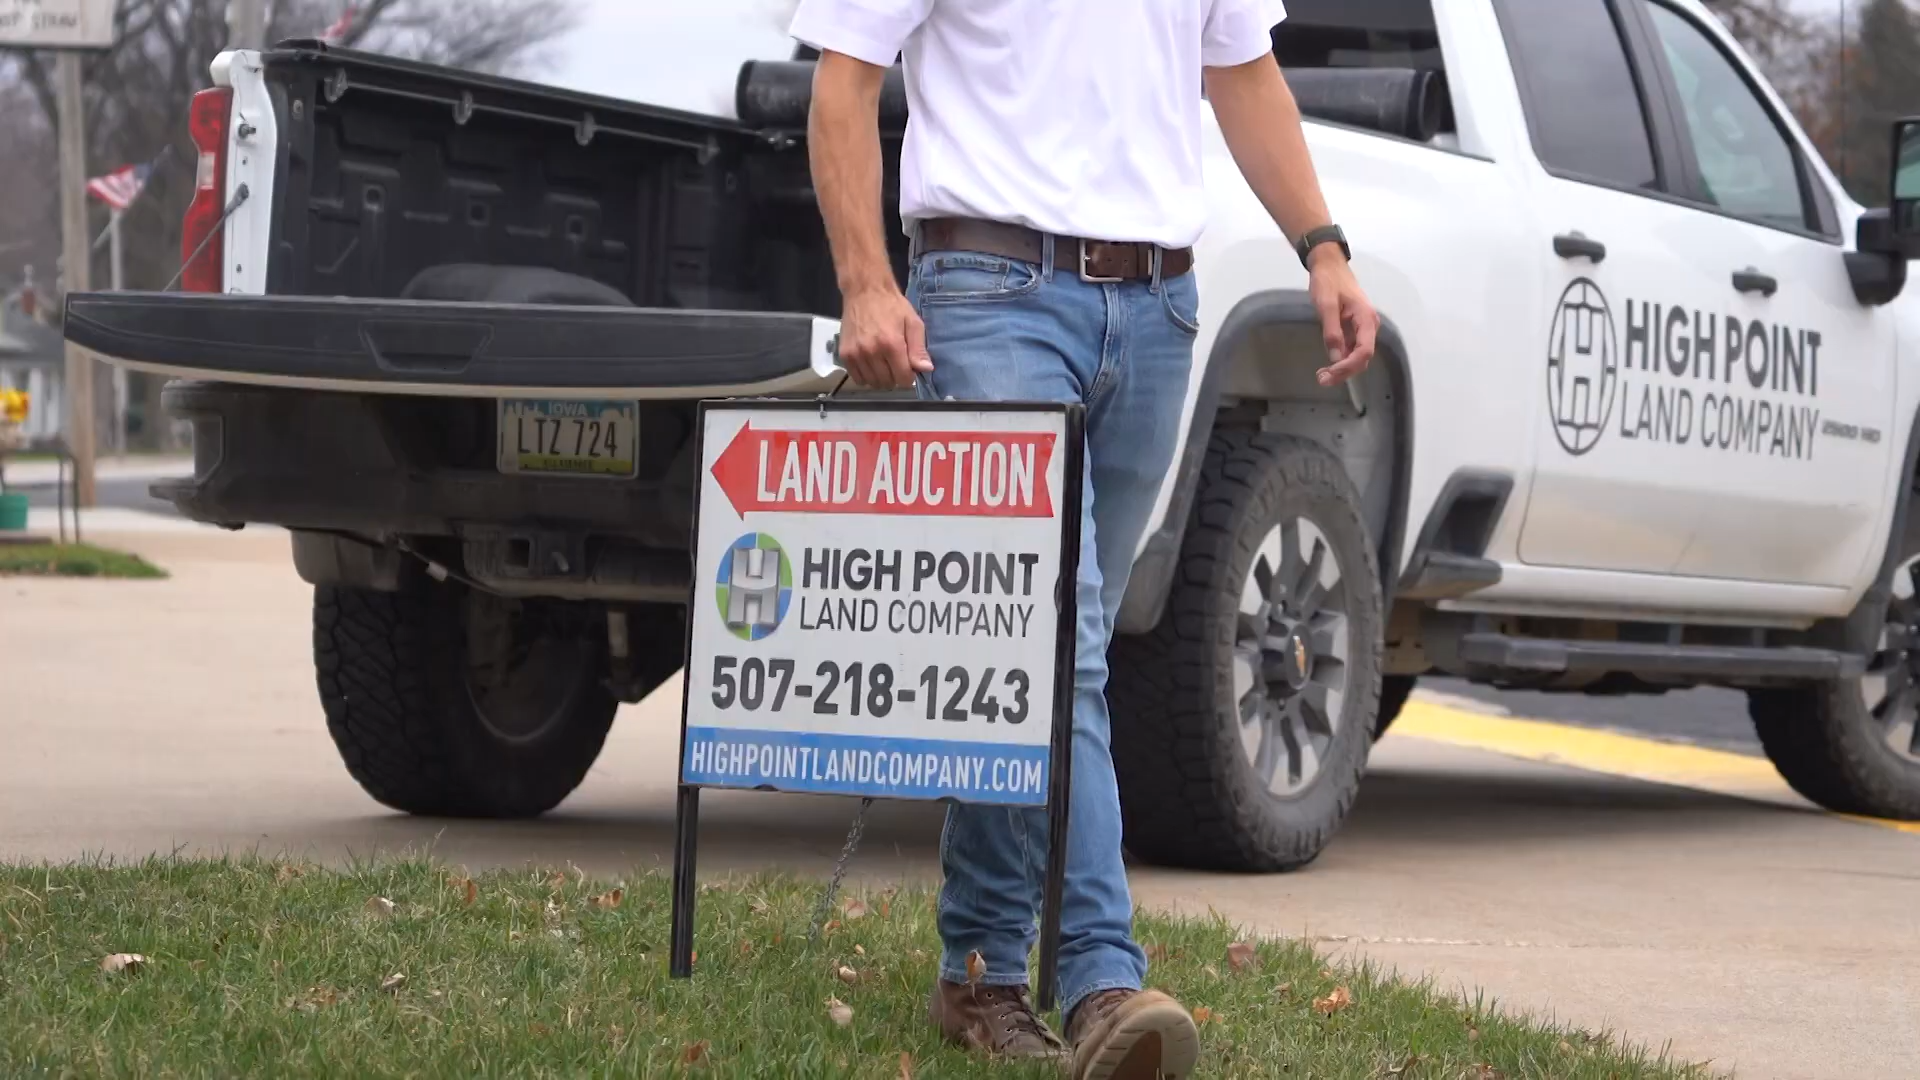 IOWA
LTZ 724
LAND AUCTION
HIGH POINT
LAND COMPANY
507-218-1243
HIGHPOINTLANDCOMPANY.COM
HIGH POINT
LAND COMPANY